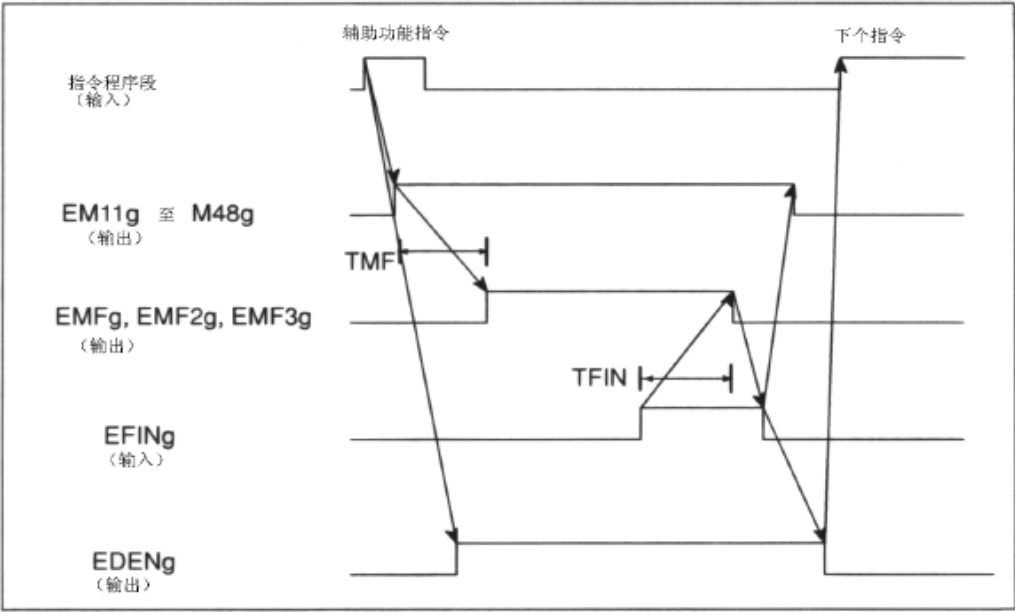 辅助功能指令
下个指令
指令程序段
（输入）
EM11g 至 M48g
（输出）
TMF
EMFg, EMF2g, EMF3g
（输出）
TFIN
EFINg
（输入）
EDENg
（输出）